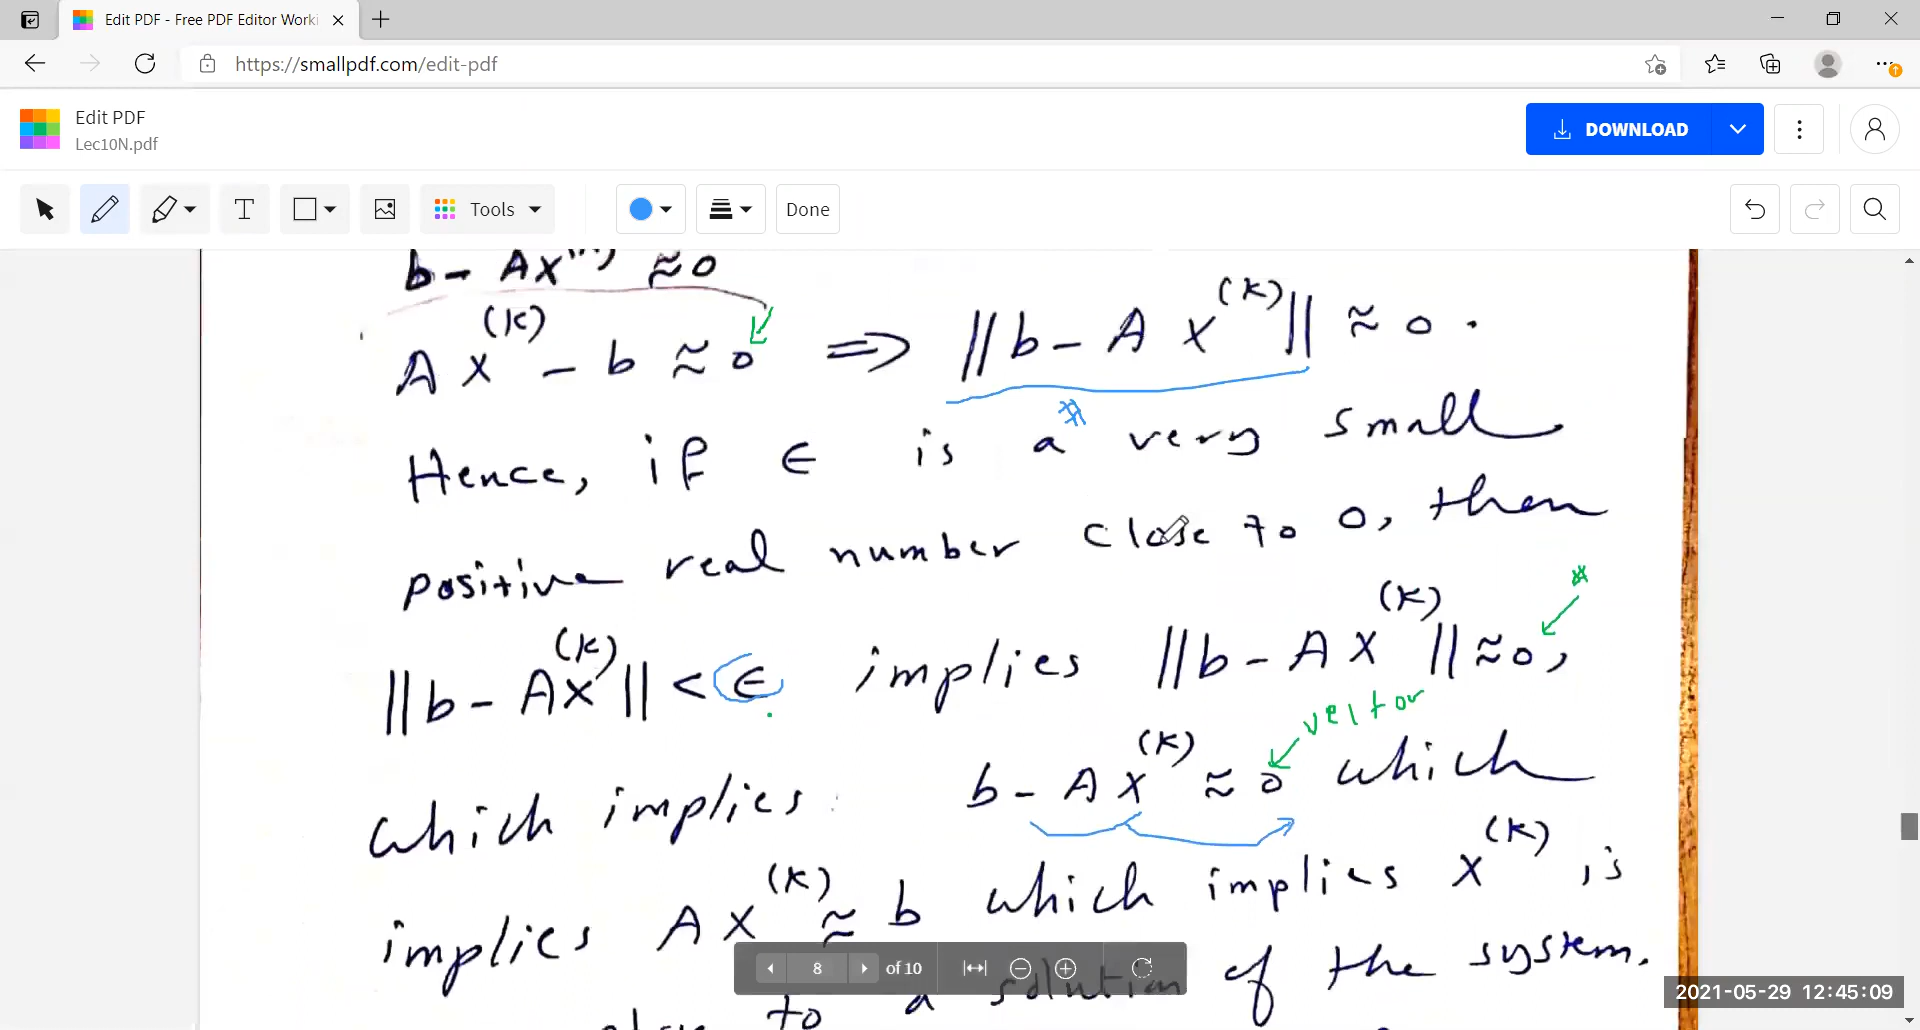 Edit PDF - Free PDF Editor Worki
https://smallpdf.com/edit-pdf
Edit PDF
Lec10N.pdf
DOWNLOAD
T
Tools
Done
b - AX ≈ 0
AX^(K) - b ≈ 0 ⇒ ||b - A X^(K)|| ≈ 0 .
*
Hence, if ∈ is a very small
positive real number close to 0, then
*
||b - AX^(K)|| < ∈ implies ||b - A X^(K)|| ≈ 0,
vector
which implies: b - A X^(K) ≈ 0 which
implies A X^(K) ≈ b which implies X^(K) is
to a solution of the system.
8 of 10
2021-05-29 12:45:09